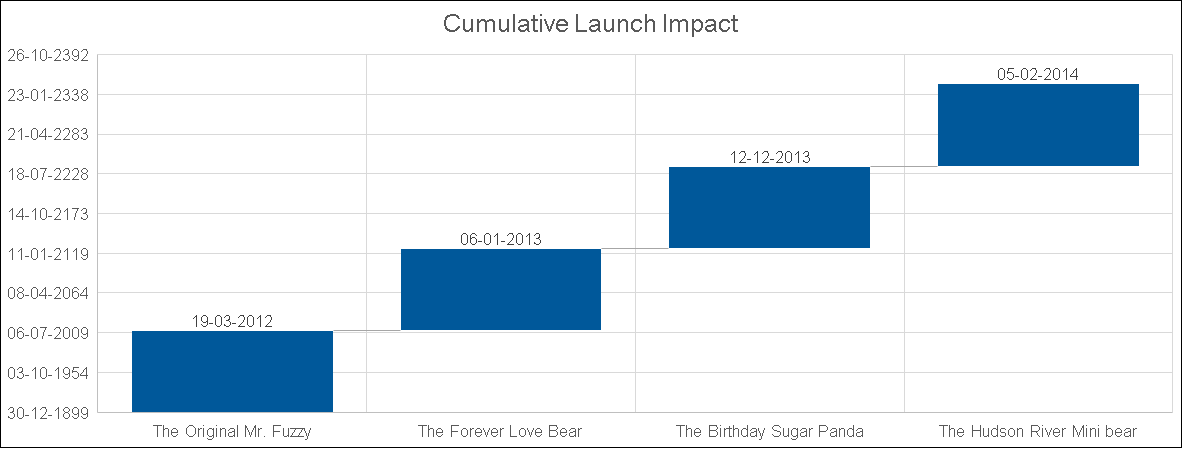 Cumulative Launch Impact
26-10-2392
23-01-2338
21-04-2283
18-07-2228
14-10-2173
11-01-2119
08-04-2064
06-07-2009
03-10-1954
30-12-1899
19-03-2012
06-01-2013
12-12-2013
05-02-2014
The Original Mr. Fuzzy
The Forever Love Bear
The Birthday Sugar Panda
The Hudson River Mini bear